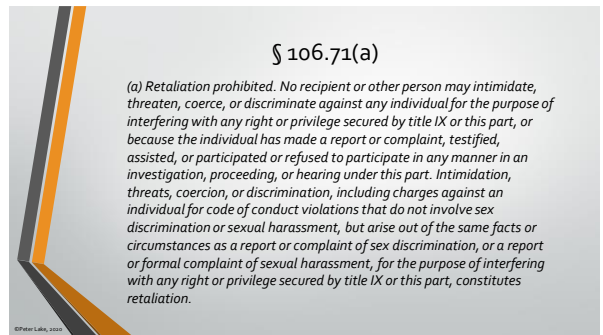 § 106.71(a)
(a) Retaliation prohibited. No recipient or other person may intimidate,
threaten, coerce, or discriminate against any individual for the purpose of
interfering with any right or privilege secured by title IX or this part, or
because the individual has made a report or complaint, testified,
assisted, or participated or refused to participate in any manner in an
investigation, proceeding, or hearing under this part. Intimidation,
threats, coercion, or discrimination, including charges against an
individual for code of conduct violations that do not involve sex
discrimination or sexual harassment, but arise out of the same facts or
circumstances as a report or complaint of sex discrimination, or a report
or formal complaint of sexual harassment, for the purpose of interfering
with any right or privilege secured by title IX or this part, constitutes
retaliation.
©Peter Lake, 2020